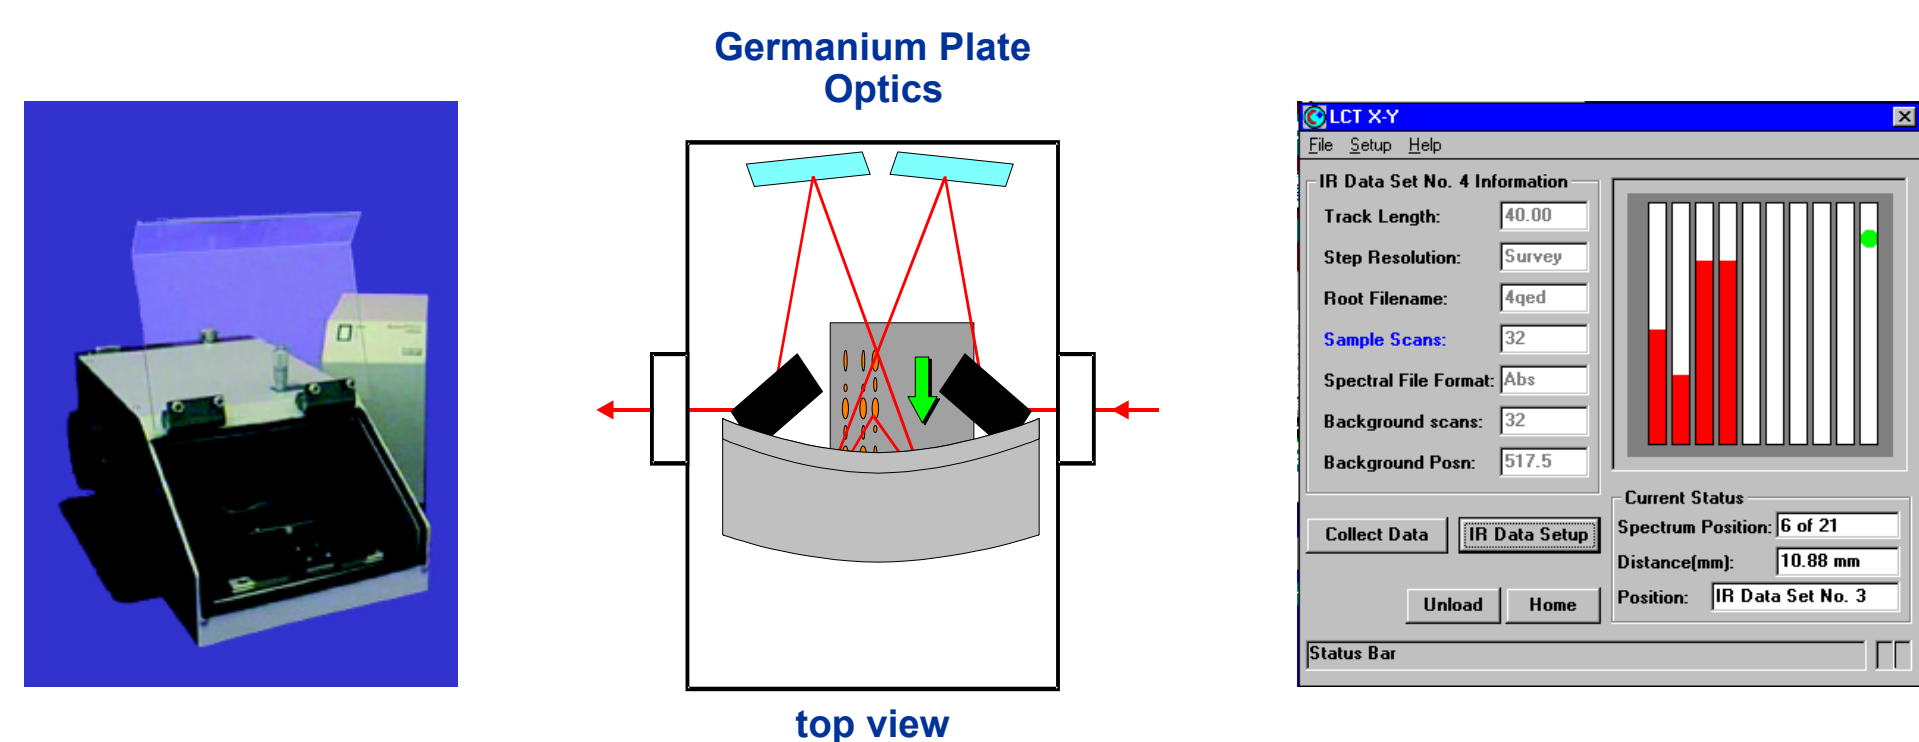 Germanium Plate
Optics
top view
LCT X-Y
File Setup Help
IR Data Set No. 4 Information
Track Length: 40.00
Step Resolution: Survey
Root Filename: 4qed
Sample Scans: 32
Spectral File Format: Abs
Background scans: 32
Background Posn: 517.5
Collect Data IR Data Setup
Unload Home
Current Status
Spectrum Position: 6 of 21
Distance(mm): 10.88 mm
Position: IR Data Set No. 3
Status Bar